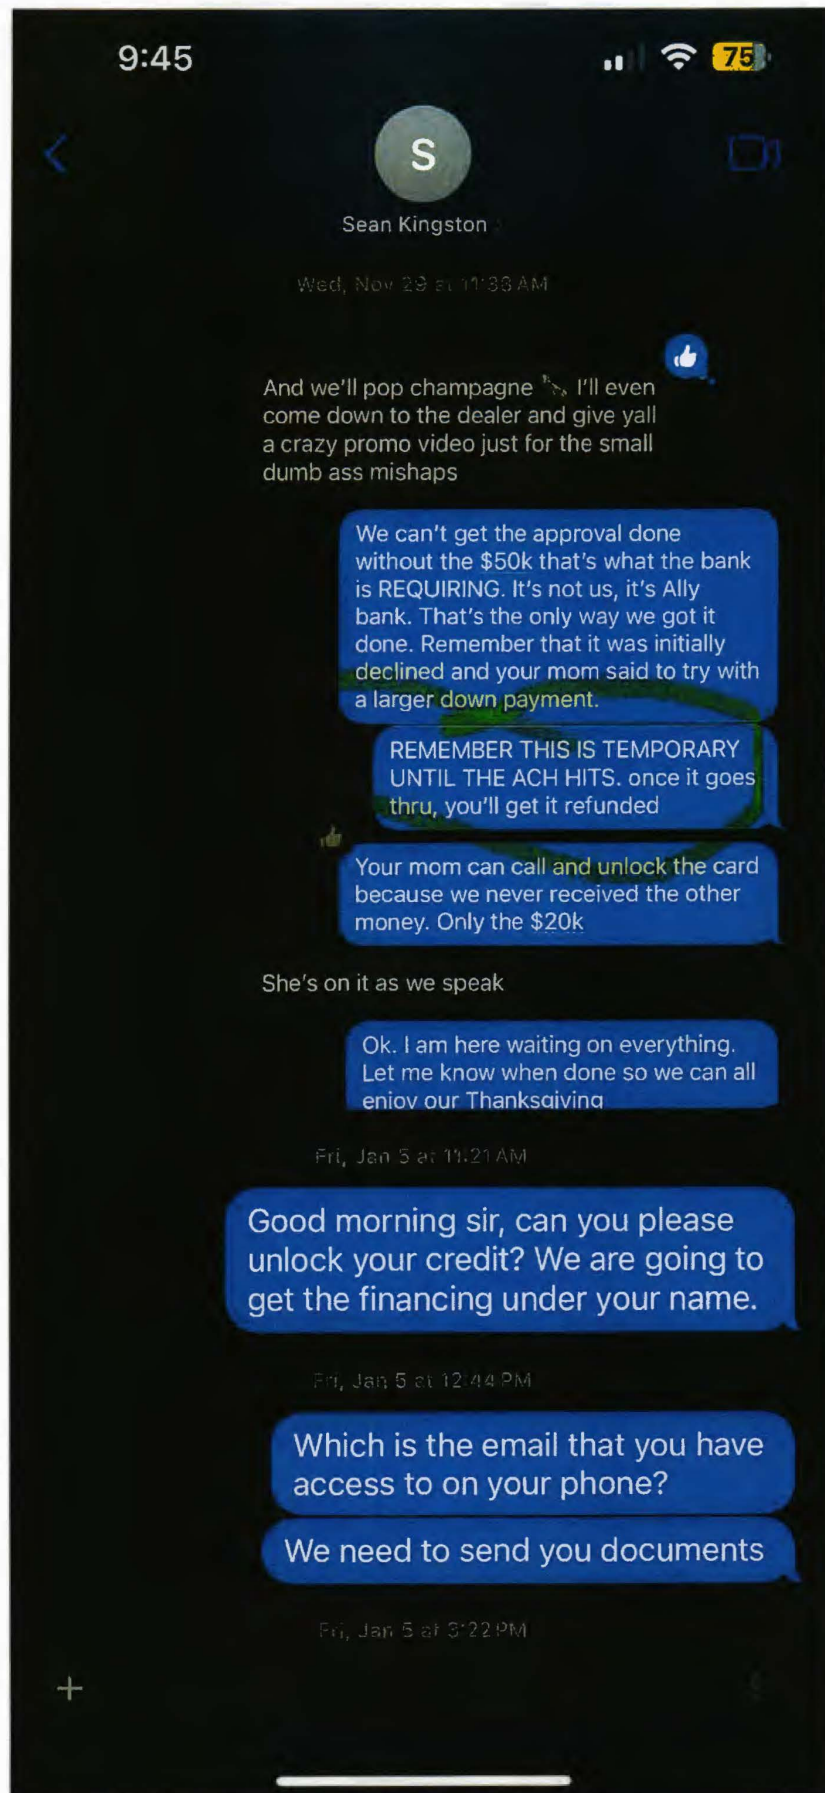 9:45
75
S
Sean Kingston
Wed, Nov 29 at 11:38 AM
And we'll pop champagne 🍾 I'll even
come down to the dealer and give yall
a crazy promo video just for the small
dumb ass mishaps
We can't get the approval done
without the $50k that's what the bank
is REQUIRING. It's not us, it's Ally
bank. That's the only way we got it
done. Remember that it was initially
declined and your mom said to try with
a larger down payment.
REMEMBER THIS IS TEMPORARY
UNTIL THE ACH HITS. once it goes
thru, you'll get it refunded
Your mom can call and unlock the card
because we never received the other
money. Only the $20k
She's on it as we speak
Ok. I am here waiting on everything.
Let me know when done so we can all
enjoy our Thanksgiving
Fri, Jan 5 at 11:21 AM
Good morning sir, can you please
unlock your credit? We are going to
get the financing under your name.
Fri, Jan 5 at 12:44 PM
Which is the email that you have
access to on your phone?
We need to send you documents
Fri, Jan 5 at 3:22 PM